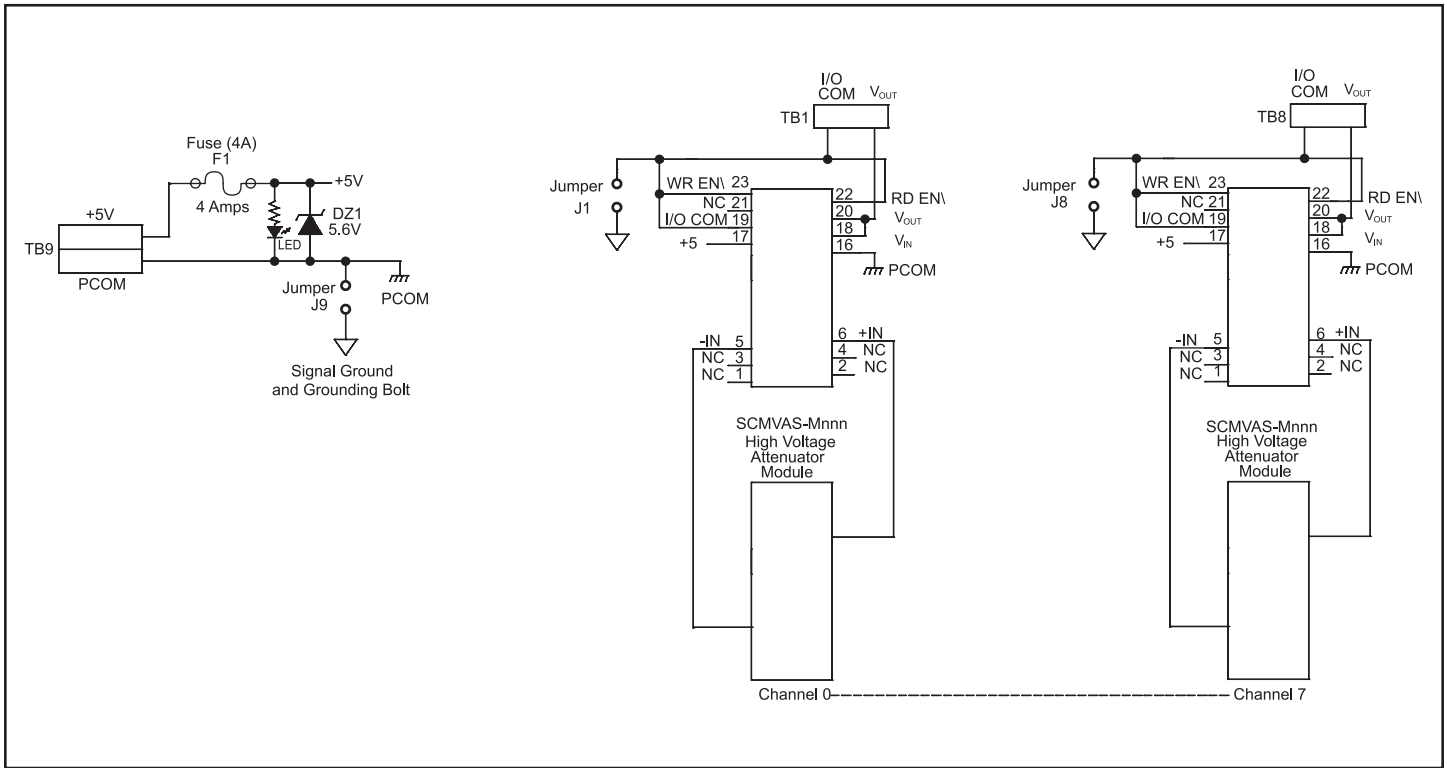 Fuse (4A)
F1
4 Amps
+5V
DZ1
5.6V
LED
+5V
TB9
PCOM
Jumper
J9
PCOM
Signal Ground
and Grounding Bolt
I/O
COM VOUT
TB1
Jumper
J1
WR EN\ 23
NC 21
I/O COM 19
+5 17
22 RD EN\
20 VOUT
18 VIN
16
PCOM
-IN 5
NC 3
NC 1
6 +IN
4 NC
2 NC
SCMVAS-Mnnn
High Voltage
Attenuator
Module
Channel 0
I/O
COM VOUT
TB8
Jumper
J8
WR EN\ 23
NC 21
I/O COM 19
+5 17
22 RD EN\
20 VOUT
18 VIN
16
PCOM
-IN 5
NC 3
NC 1
6 +IN
4 NC
2 NC
SCMVAS-Mnnn
High Voltage
Attenuator
Module
Channel 7